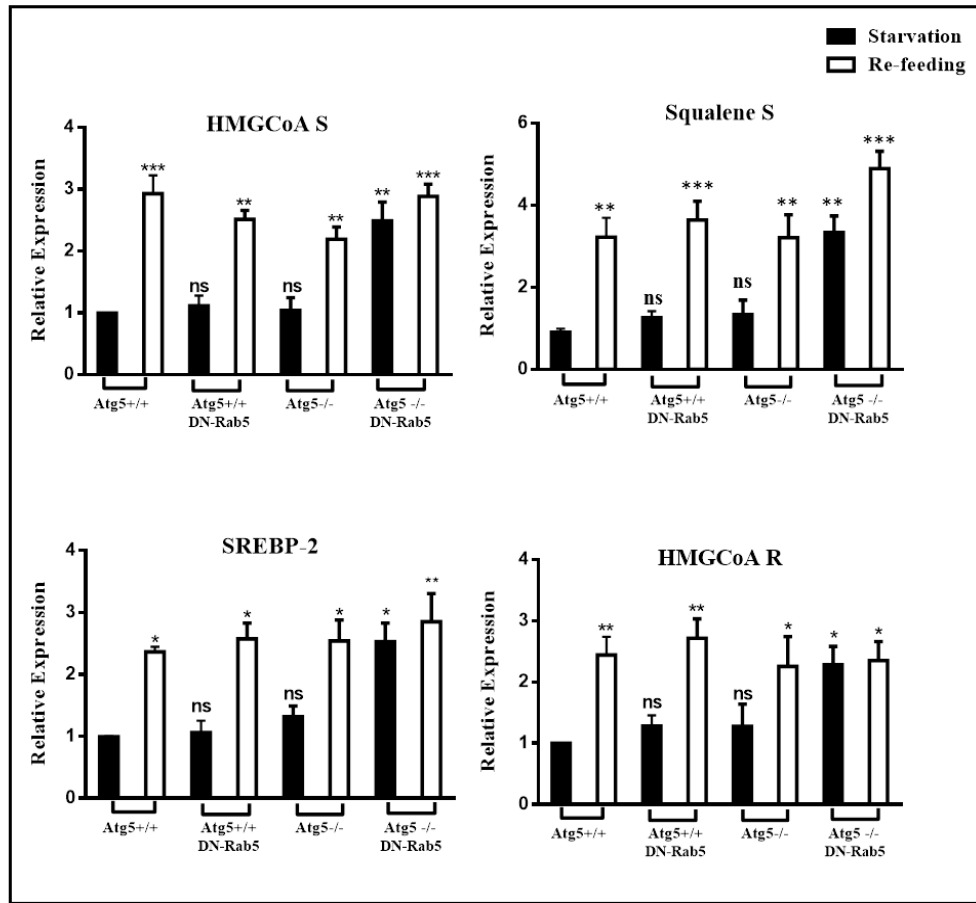 Starvation
Re-feeding
HMGCoA S
Relative Expression
4
3
2
1
0
***
ns
**
ns
**
**
***
Atg5+/+
Atg5+/+
DN-Rab5
Atg5-/-
Atg5 -/-
DN-Rab5
Squalene S
Relative Expression
6
4
2
0
**
ns
***
ns
**
**
***
Atg5+/+
Atg5+/+
DN-Rab5
Atg5-/-
Atg5 -/-
DN-Rab5
SREBP-2
Relative Expression
4
3
2
1
0
*
ns
*
ns
*
*
**
Atg5+/+
Atg5+/+
DN-Rab5
Atg5-/-
Atg5 -/-
DN-Rab5
HMGCoA R
Relative Expression
4
3
2
1
0
**
ns
**
ns
*
*
*
Atg5+/+
Atg5+/+
DN-Rab5
Atg5-/-
Atg5 -/-
DN-Rab5